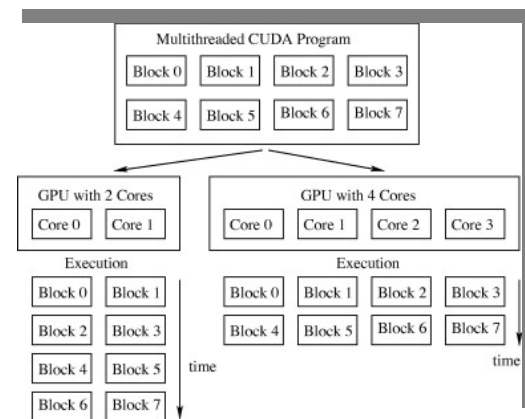 Multithreaded CUDA Program
Block 0 Block 1 Block 2 Block 3
Block 4 Block 5 Block 6 Block 7
GPU with 2 Cores
Core 0 Core 1
Execution
Block 0 Block 1
Block 2 Block 3
Block 4 Block 5
Block 6 Block 7
time
GPU with 4 Cores
Core 0 Core 1 Core 2 Core 3
Execution
Block 0 Block 1 Block 2 Block 3
Block 4 Block 5 Block 6 Block 7
time